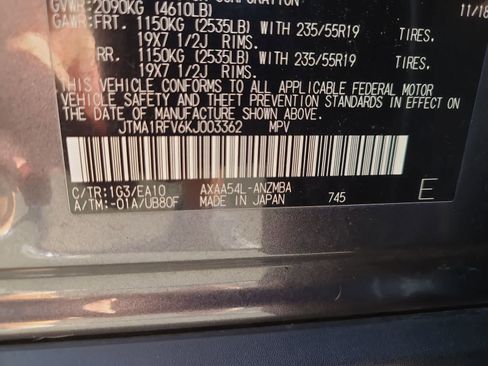 CORPORATION 11/18
GVWR: 2090KG (4610LB)
GAWR:FRT. 1150KG (2535LB) WITH 235/55R19 TIRES.
19X7 1/2J RIMS.
RR. 1150KG (2535LB) WITH 235/55R19 TIRES.
19X7 1/2J RIMS.
THIS VEHICLE CONFORMS TO ALL APPLICABLE FEDERAL MOTOR
VEHICLE SAFETY AND THEFT PREVENTION STANDARDS IN EFFECT ON
THE DATE OF MANUFACTURE SHOWN ABOVE.
JTMA1RFV6KJ003362 MPV
C/TR:1G3/EA10 AXAA54L-ANZMBA E
A/TM:-01A/UB80F MADE IN JAPAN 745